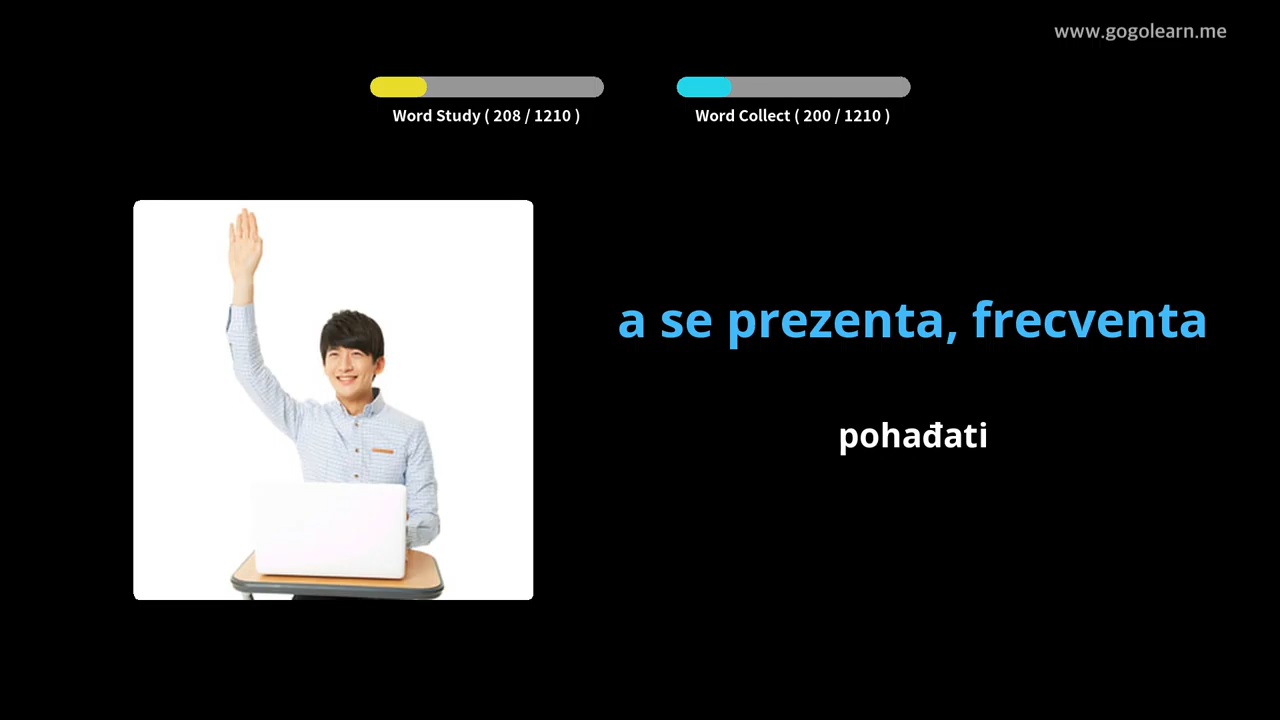 www.gogolearn.me
Word Study ( 208 / 1210 )
Word Collect ( 200 / 1210 )
a se prezenta, frecventa
pohađati